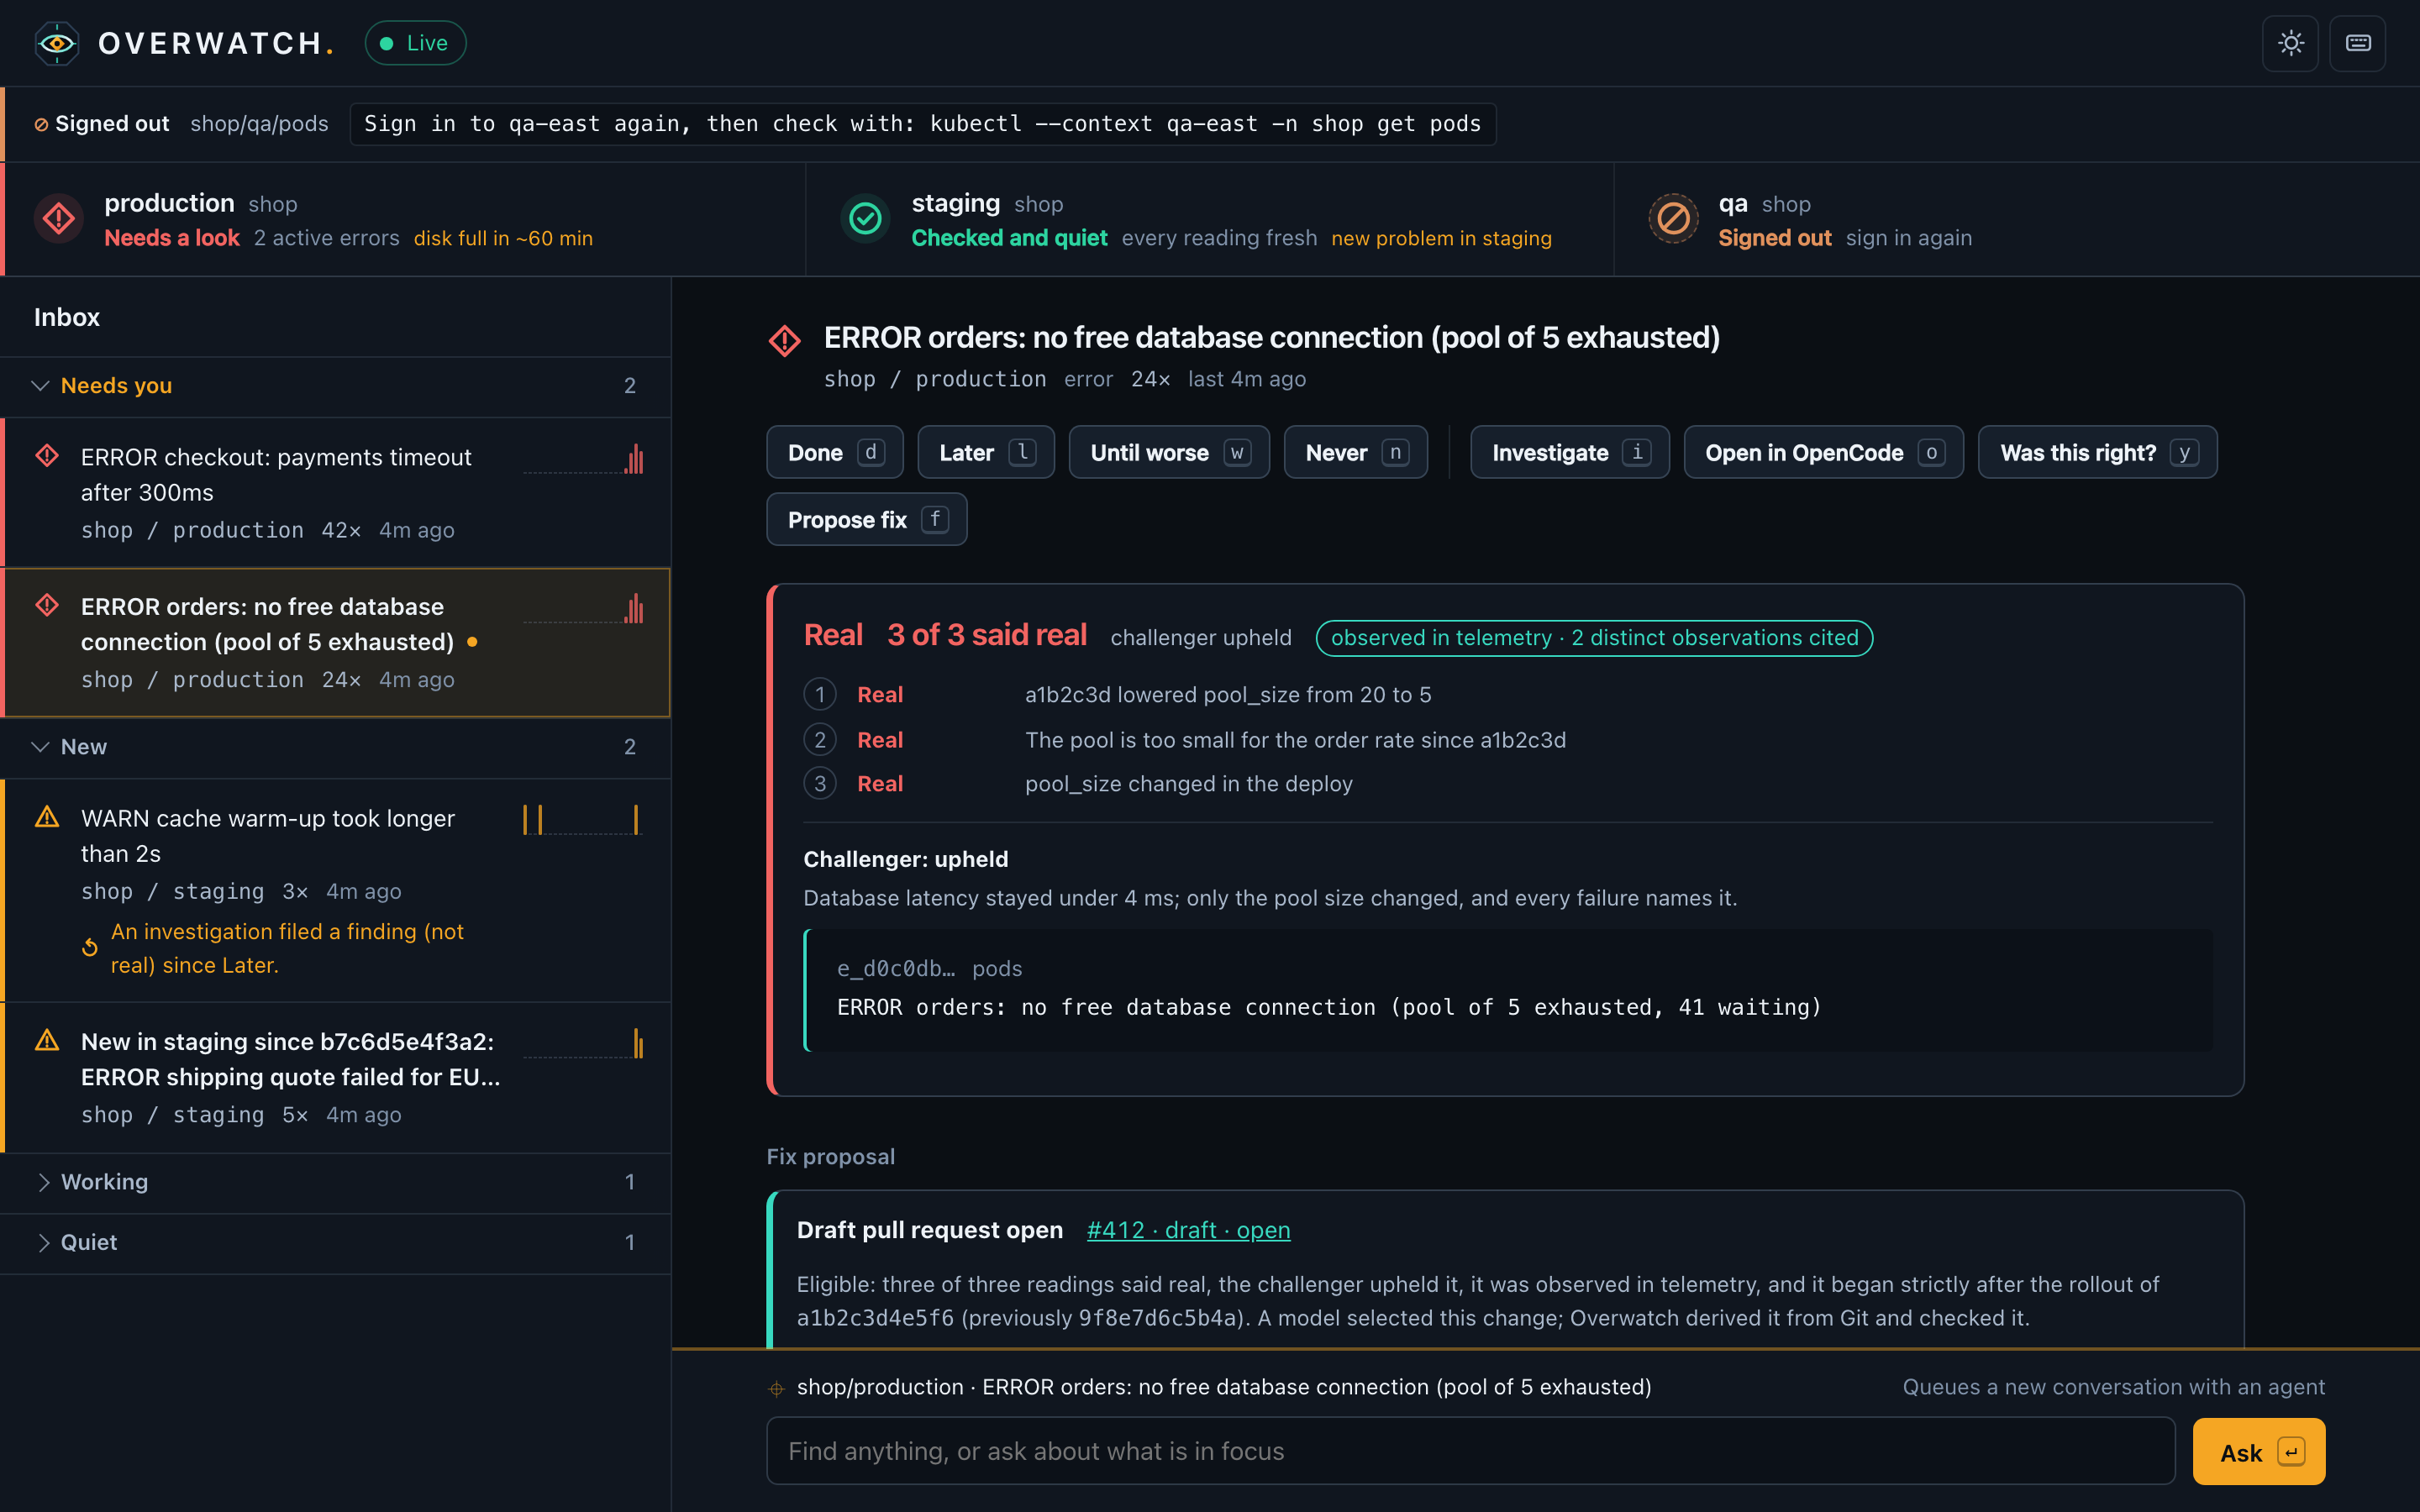 OVERWATCH.
Live
Signed out shop/qa/pods Sign in to qa-east again, then check with: kubectl --context qa-east -n shop get pods
production shop
Needs a look 2 active errors disk full in ~60 min
staging shop
Checked and quiet every reading fresh new problem in staging
qa shop
Signed out sign in again
Inbox
Needs you 2
ERROR checkout: payments timeout
after 300ms
shop / production 42× 4m ago
ERROR orders: no free database
connection (pool of 5 exhausted)
shop / production 24× 4m ago
New 2
WARN cache warm-up took longer
than 2s
shop / staging 3× 4m ago
An investigation filed a finding (not
real) since Later.
New in staging since b7c6d5e4f3a2:
ERROR shipping quote failed for EU...
shop / staging 5× 4m ago
Working 1
Quiet 1
ERROR orders: no free database connection (pool of 5 exhausted)
shop / production error 24× last 4m ago
Done d Later l Until worse w Never n Investigate i Open in OpenCode o Was this right? y
Propose fix f
Real 3 of 3 said real challenger upheld observed in telemetry · 2 distinct observations cited
1 Real a1b2c3d lowered pool_size from 20 to 5
2 Real The pool is too small for the order rate since a1b2c3d
3 Real pool_size changed in the deploy
Challenger: upheld
Database latency stayed under 4 ms; only the pool size changed, and every failure names it.
e_d0c0db… pods
ERROR orders: no free database connection (pool of 5 exhausted, 41 waiting)
Fix proposal
Draft pull request open #412 · draft · open
Eligible: three of three readings said real, the challenger upheld it, it was observed in telemetry, and it began strictly after the rollout of
a1b2c3d4e5f6 (previously 9f8e7d6c5b4a). A model selected this change; Overwatch derived it from Git and checked it.
shop/production · ERROR orders: no free database connection (pool of 5 exhausted) Queues a new conversation with an agent
Find anything, or ask about what is in focus
Ask ↵